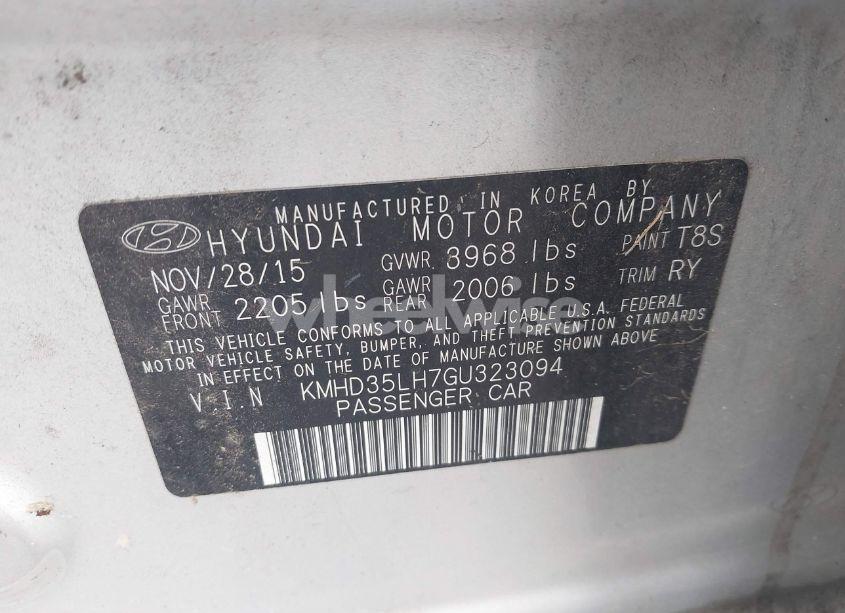 MANUFACTURED IN KOREA BY
HYUNDAI MOTOR COMPANY
NOV/28/15 GVWR 3968 lbs PAINT T8S
GAWR FRONT 2205 lbs GAWR REAR 2006 lbs TRIM RY
THIS VEHICLE CONFORMS TO ALL APPLICABLE U.S.A. FEDERAL
MOTOR VEHICLE SAFETY, BUMPER, AND THEFT PREVENTION STANDARDS
IN EFFECT ON THE DATE OF MANUFACTURE SHOWN ABOVE
V I N KMHD35LH7GU323094
PASSENGER CAR
wheelwise